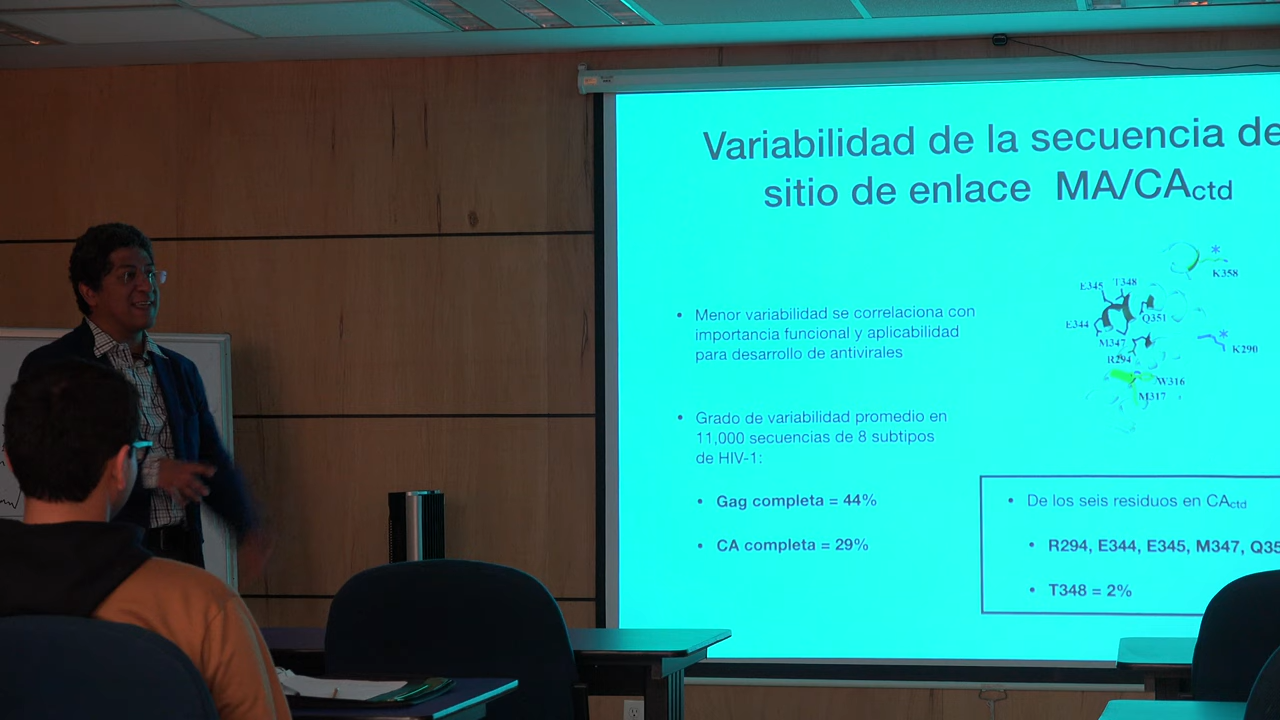 Variabilidad de la secuencia de
sitio de enlace MA/CActd
• Menor variabilidad se correlaciona con
importancia funcional y aplicabilidad
para desarrollo de antivirales
• Grado de variabilidad promedio en
11,000 secuencias de 8 subtipos
de HIV-1:
• Gag completa = 44%
• CA completa = 29%
*
K358
E345 T348
Q351
E344
M347
R294
*
K290
W316
M317
• De los seis residuos en CActd
• R294, E344, E345, M347, Q35
• T348 = 2%